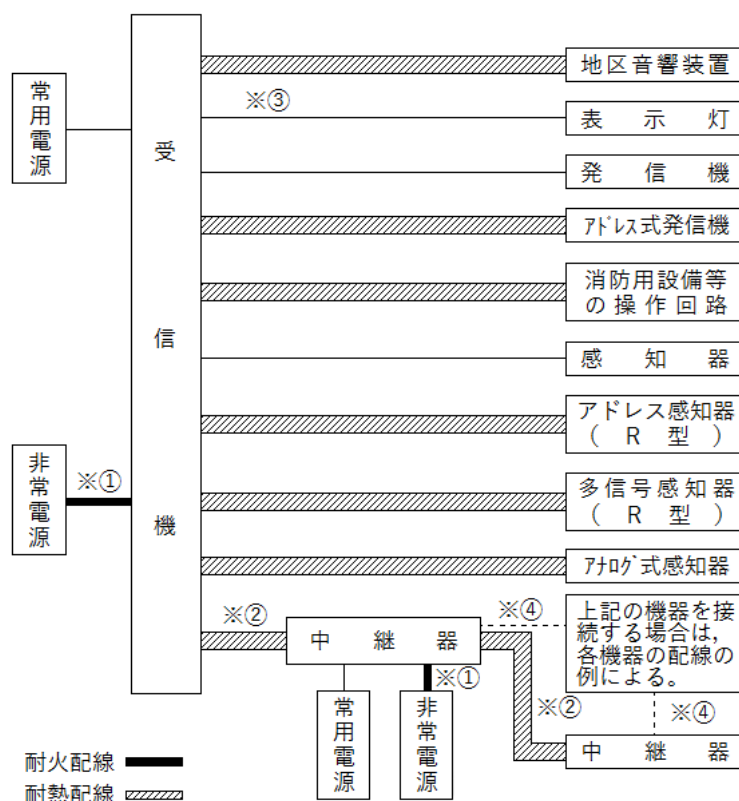 地区音響装置
常用電源
※③
表示灯
受信機
発信機
ｱﾄﾞﾚｽ式発信機
消防用設備等
の操作回路
感知器
アドレス感知器
（Ｒ型）
非常電源
※①
多信号感知器
（Ｒ型）
ｱﾅﾛｸﾞ式感知器
※②
中継器
※④
上記の機器を接
続する場合は，
各機器の配線の
例による。
※①
常用電源
非常電源
※②
※④
中継器
耐火配線
耐熱配線